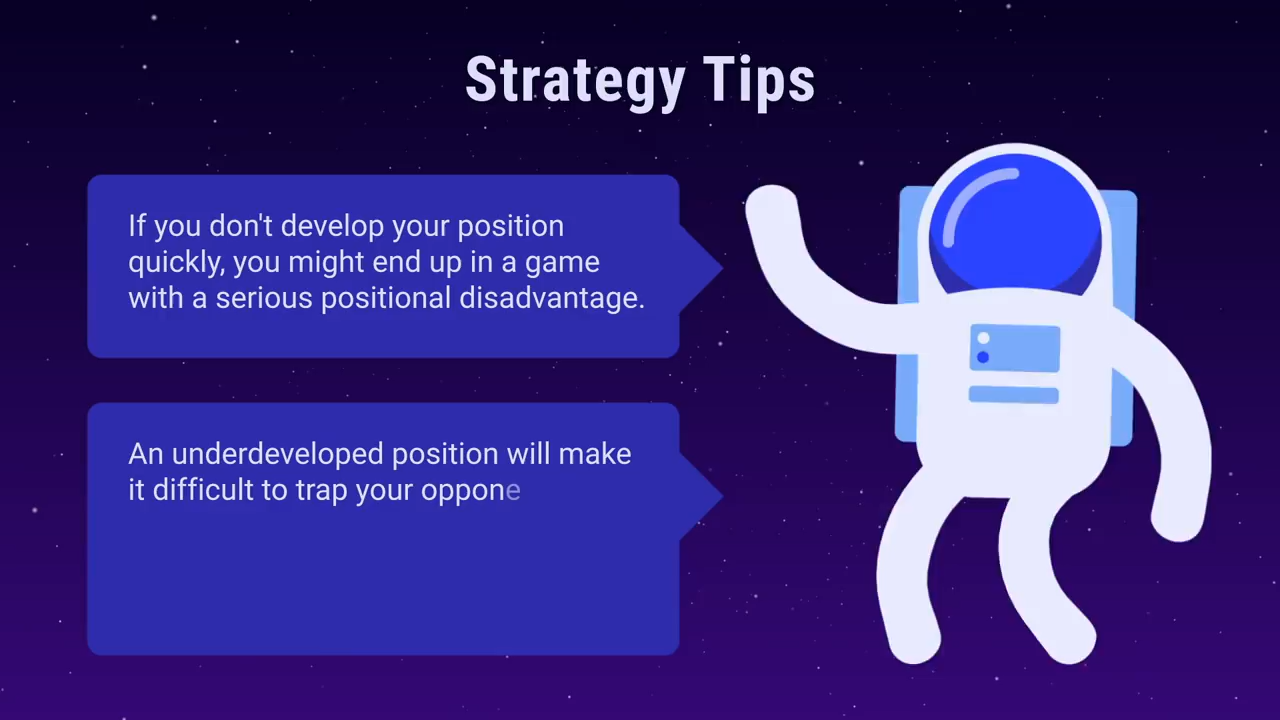 Strategy Tips
If you don't develop your position
quickly, you might end up in a game
with a serious positional disadvantage.
An underdeveloped position will make
it difficult to trap your oppone